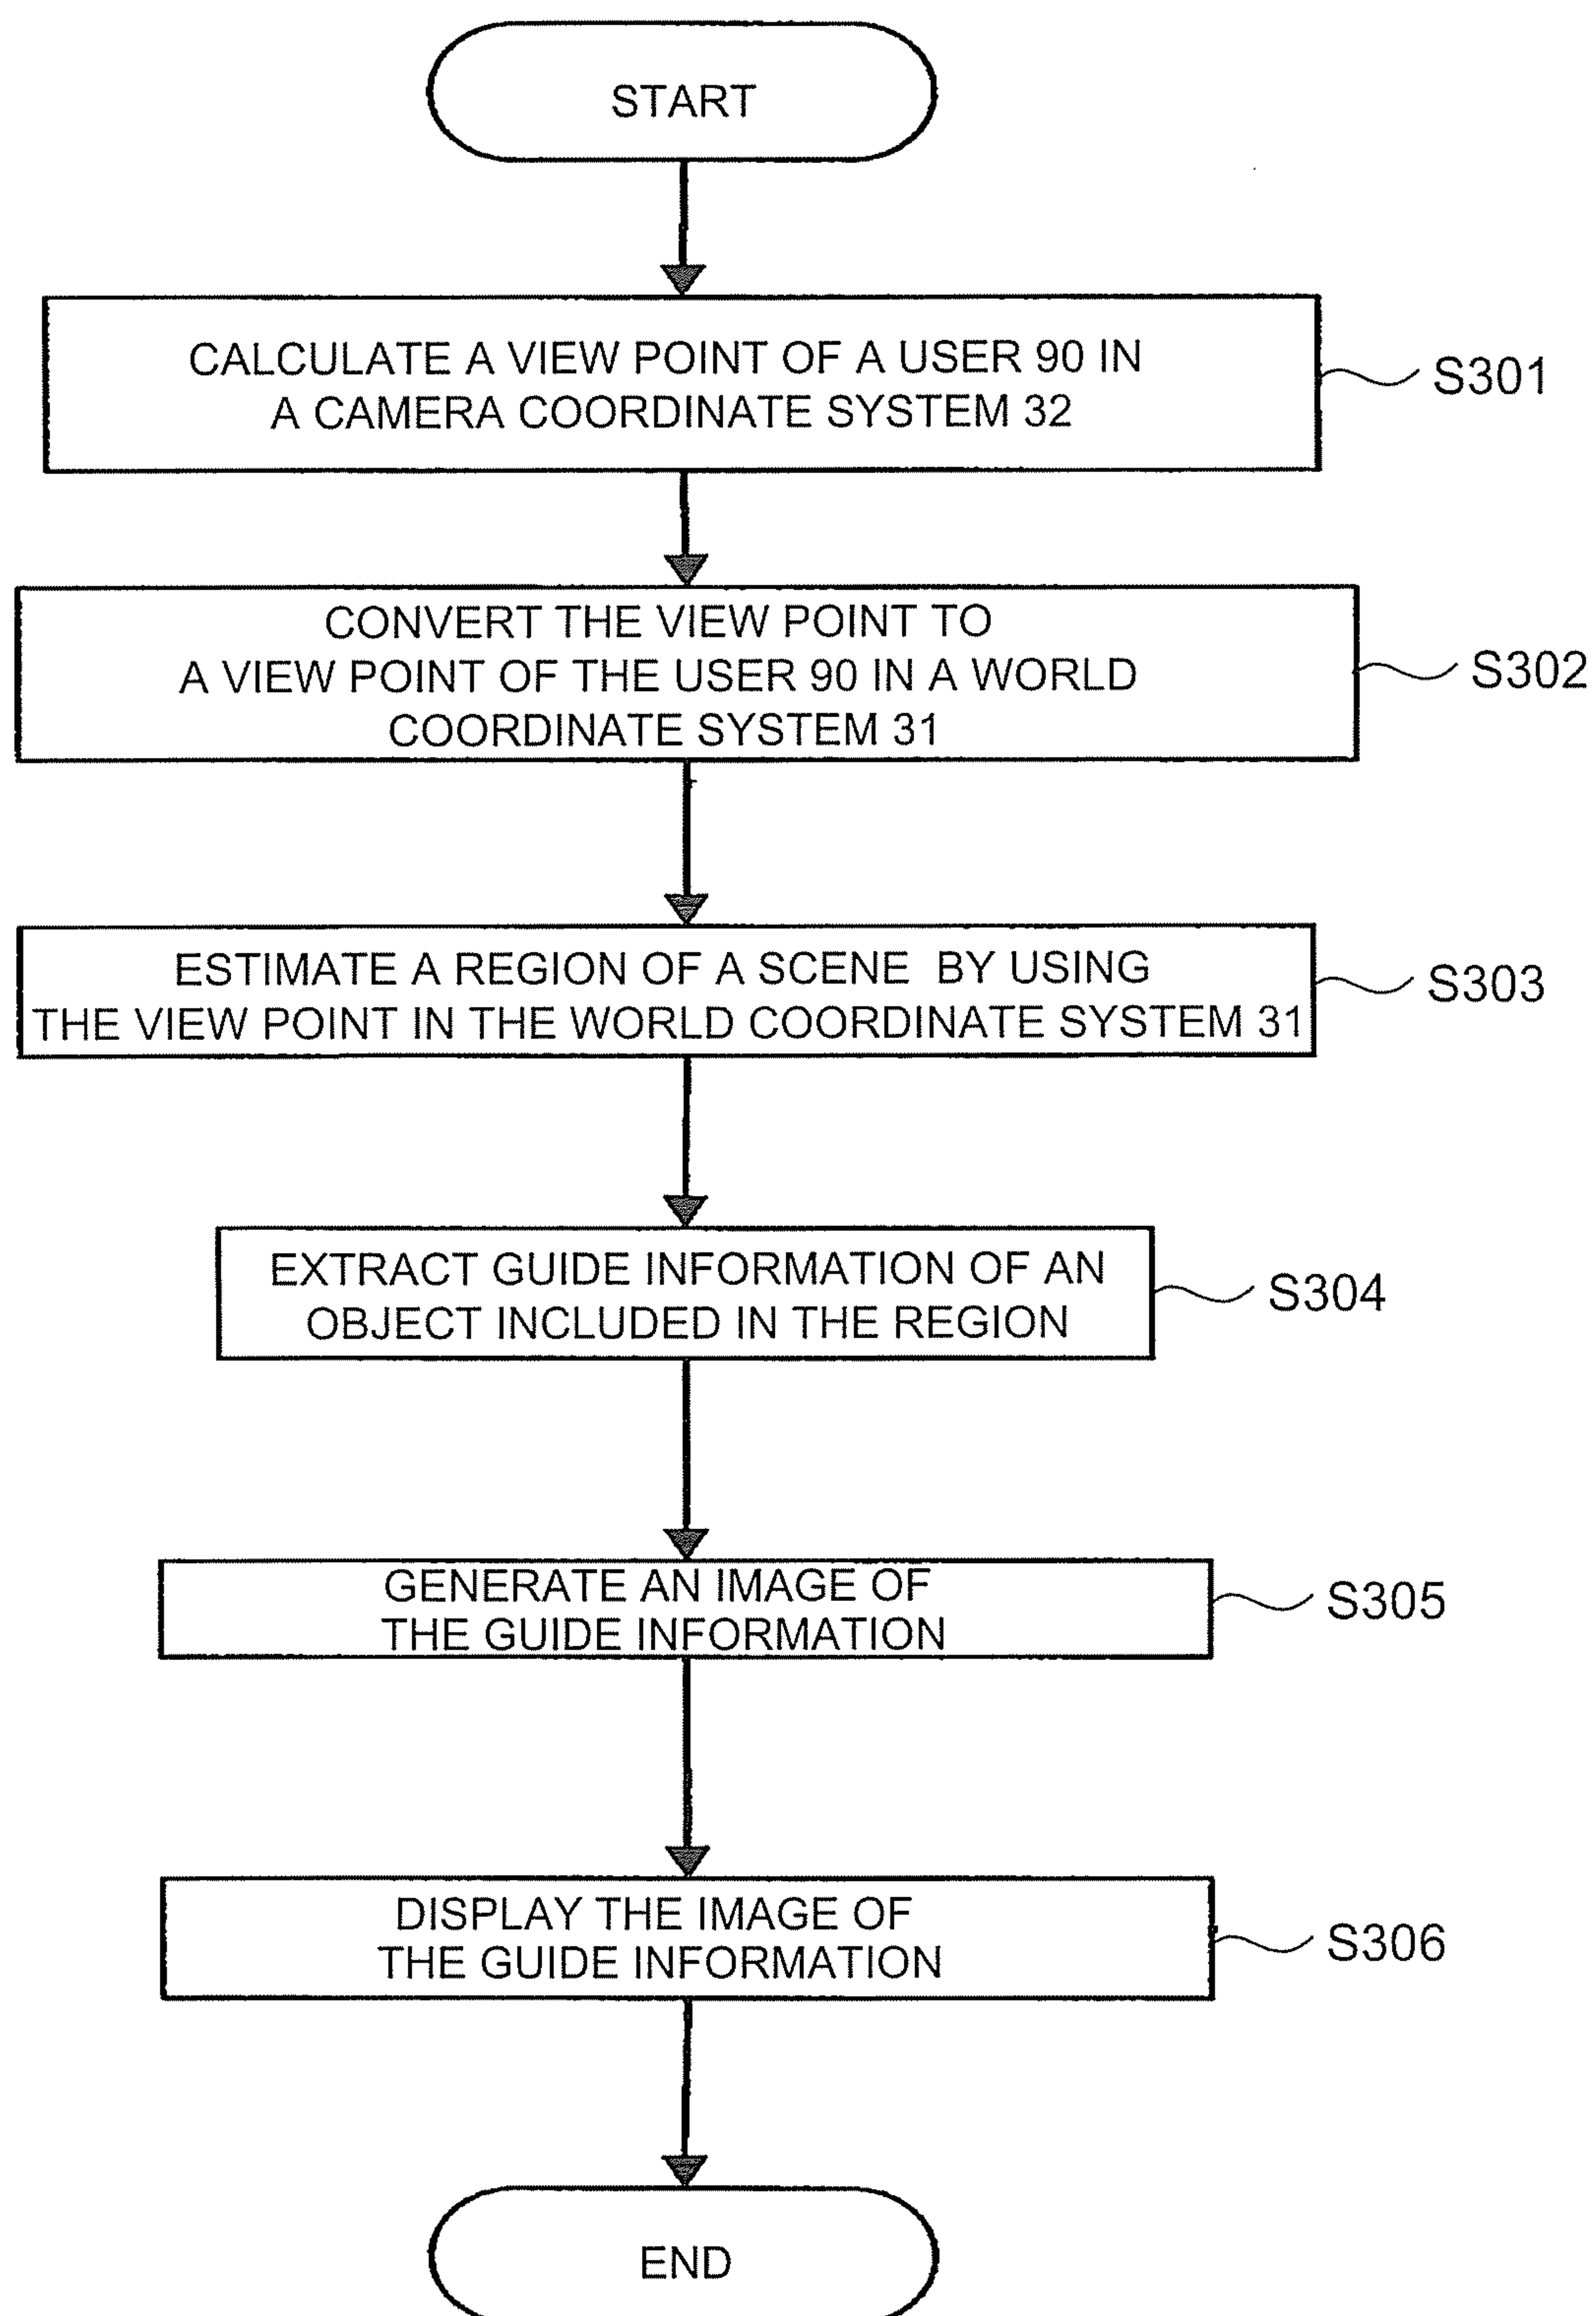 START
CALCULATE A VIEW POINT OF A USER 90 IN
A CAMERA COORDINATE SYSTEM 32
S301
CONVERT THE VIEW POINT TO
A VIEW POINT OF THE USER 90 IN A WORLD
COORDINATE SYSTEM 31
S302
ESTIMATE A REGION OF A SCENE BY USING
THE VIEW POINT IN THE WORLD COORDINATE SYSTEM 31
S303
EXTRACT GUIDE INFORMATION OF AN
OBJECT INCLUDED IN THE REGION
S304
GENERATE AN IMAGE OF
THE GUIDE INFORMATION
S305
DISPLAY THE IMAGE OF
THE GUIDE INFORMATION
S306
END